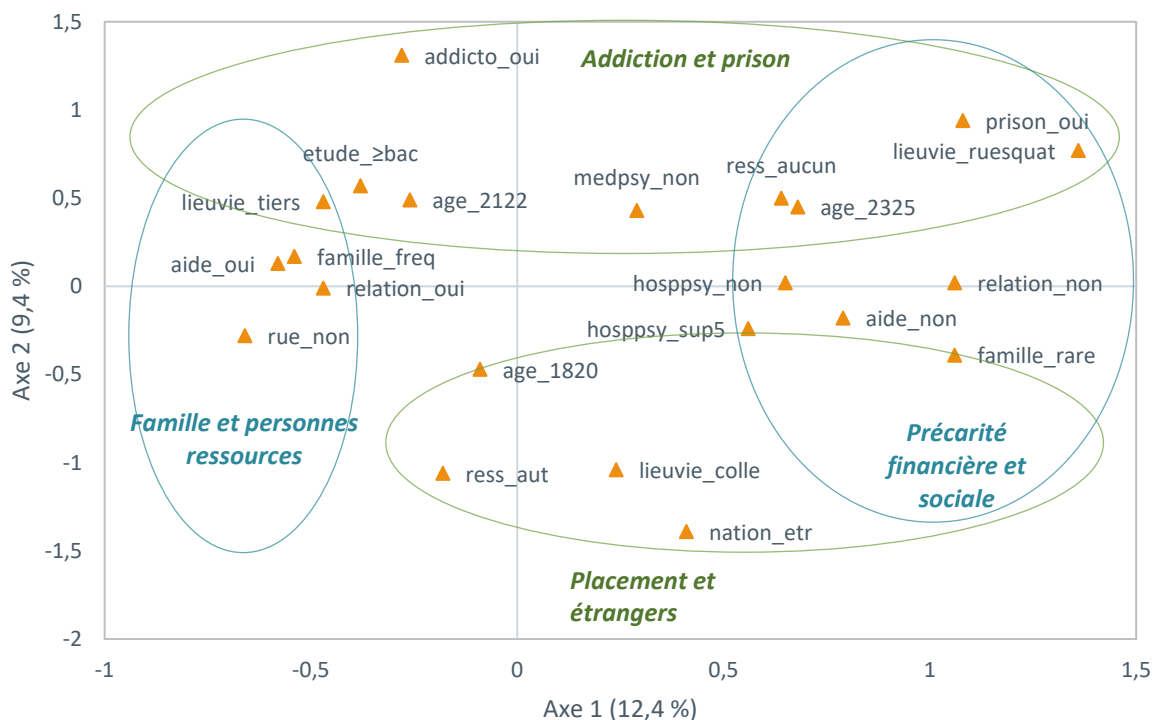 1,5
addicto_oui
Addiction et prison
1
prison_oui
etude_≥bac
ress_aucun
lieuvie_ruesquat
medpsy_non
0,5
lieuvie_tiers
age_2122
age_2325
aide_oui
famille_freq
0
relation_oui
hosppsy_non
relation_non
rue_non
hosppsy_sup5
aide_non
famille_rare
-0,5
age_1820
Famille et personnes
ressources
Précarité
financière et
sociale
-1
ress_aut
lieuvie_colle
nation_etr
-1,5
Placement et
étrangers
-2
-1
-0,5
0
0,5
1
1,5
Axe 1 (12,4 %)
Axe 2 (9,4 %)